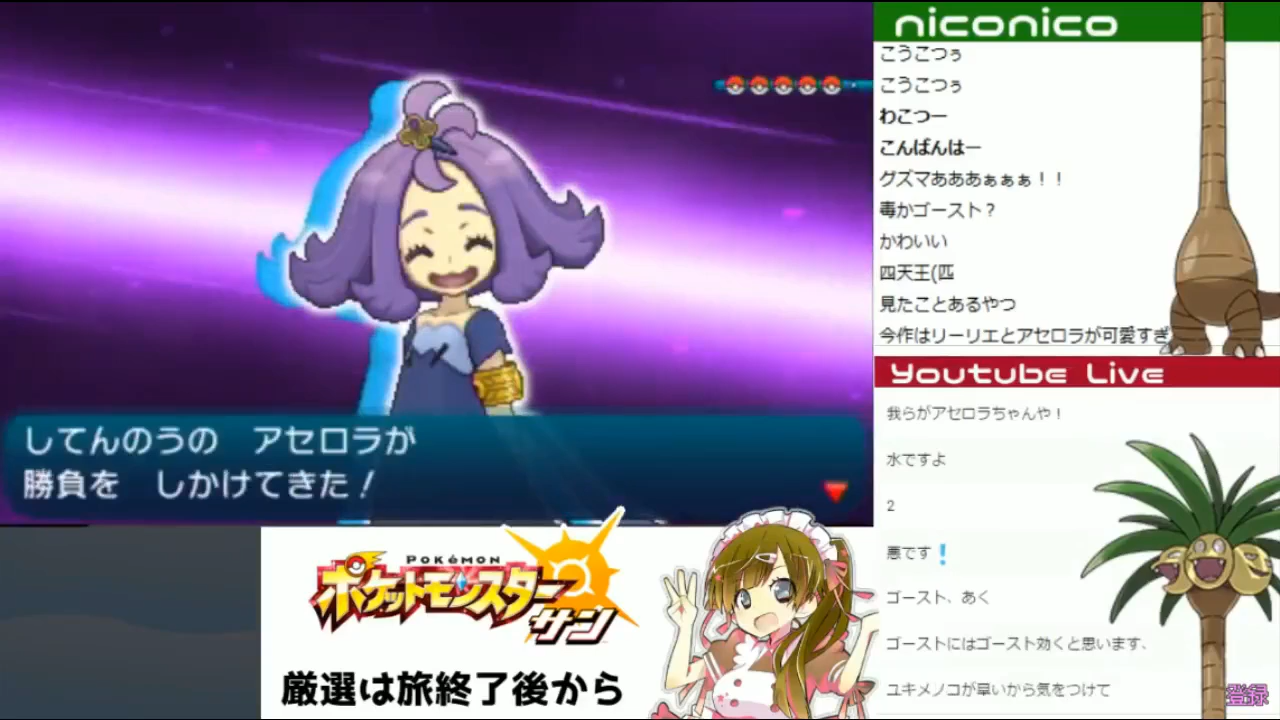 してんのうの　アセロラが
勝負を　しかけてきた！
POKéMON
ポケットモンスター
サン
厳選は旅終了後から
niconico
こうこつぅ
こうこつぅ
わこつー
こんばんはー
グズマあああぁぁぁ！！
毒かゴースト？
かわいい
四天王(匹
見たことあるやつ
今作はリーリエとアセロラが可愛すぎ
Youtube Live
我らがアセロラちゃんや！
水ですよ
2
悪です❗
ゴースト、あく
ゴーストにはゴースト効くと思います、
ユキメノコが早いから気をつけて
登録